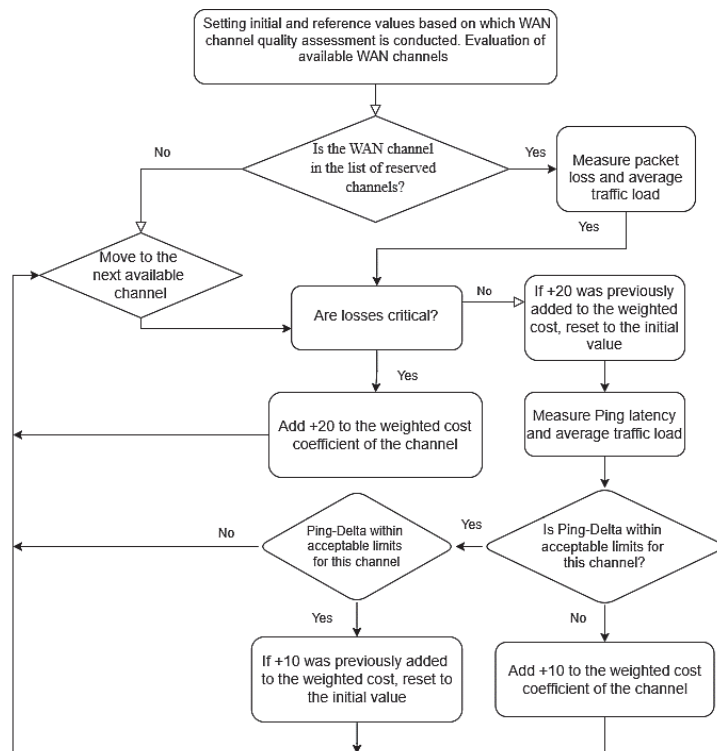 Setting initial and reference values based on which WAN
channel quality assessment is conducted. Evaluation of
available WAN channels
No
Is the WAN channel
in the list of reserved
channels?
Yes
Measure packet
loss and average
traffic load
Yes
Move to the
next available
channel
Are losses critical?
No
If +20 was previously
added to the weighted
cost, reset to the initial
value
Yes
Add +20 to the weighted cost
coefficient of the channel
Measure Ping latency
and average traffic load
No
Ping-Delta within
acceptable limits
for this channel
Yes
Is Ping-Delta within
acceptable limits for
this channel?
Yes
If +10 was previously added
to the weighted cost, reset to
the initial value
No
Add +10 to the weighted cost
coefficient of the channel